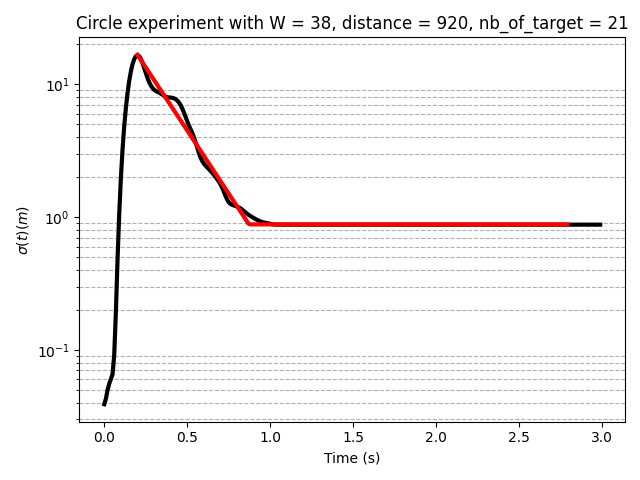 Circle experiment with W = 38, distance = 920, nb_of_target = 21
σ(t)(m)
10¹
10⁰
10⁻¹
0.0 0.5 1.0 1.5 2.0 2.5 3.0
Time (s)